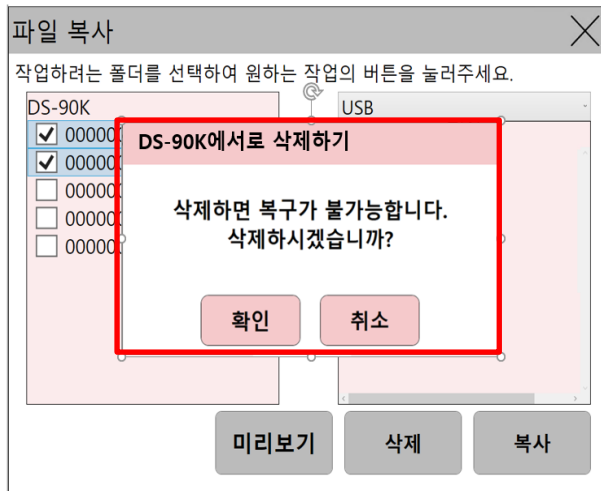 파일 복사
작업하려는 폴더를 선택하여 원하는 작업의 버튼을 눌러주세요.
DS-90K
USB
DS-90K에서로 삭제하기
삭제하면 복구가 불가능합니다.
삭제하시겠습니까?
확인
취소
미리보기
삭제
복사